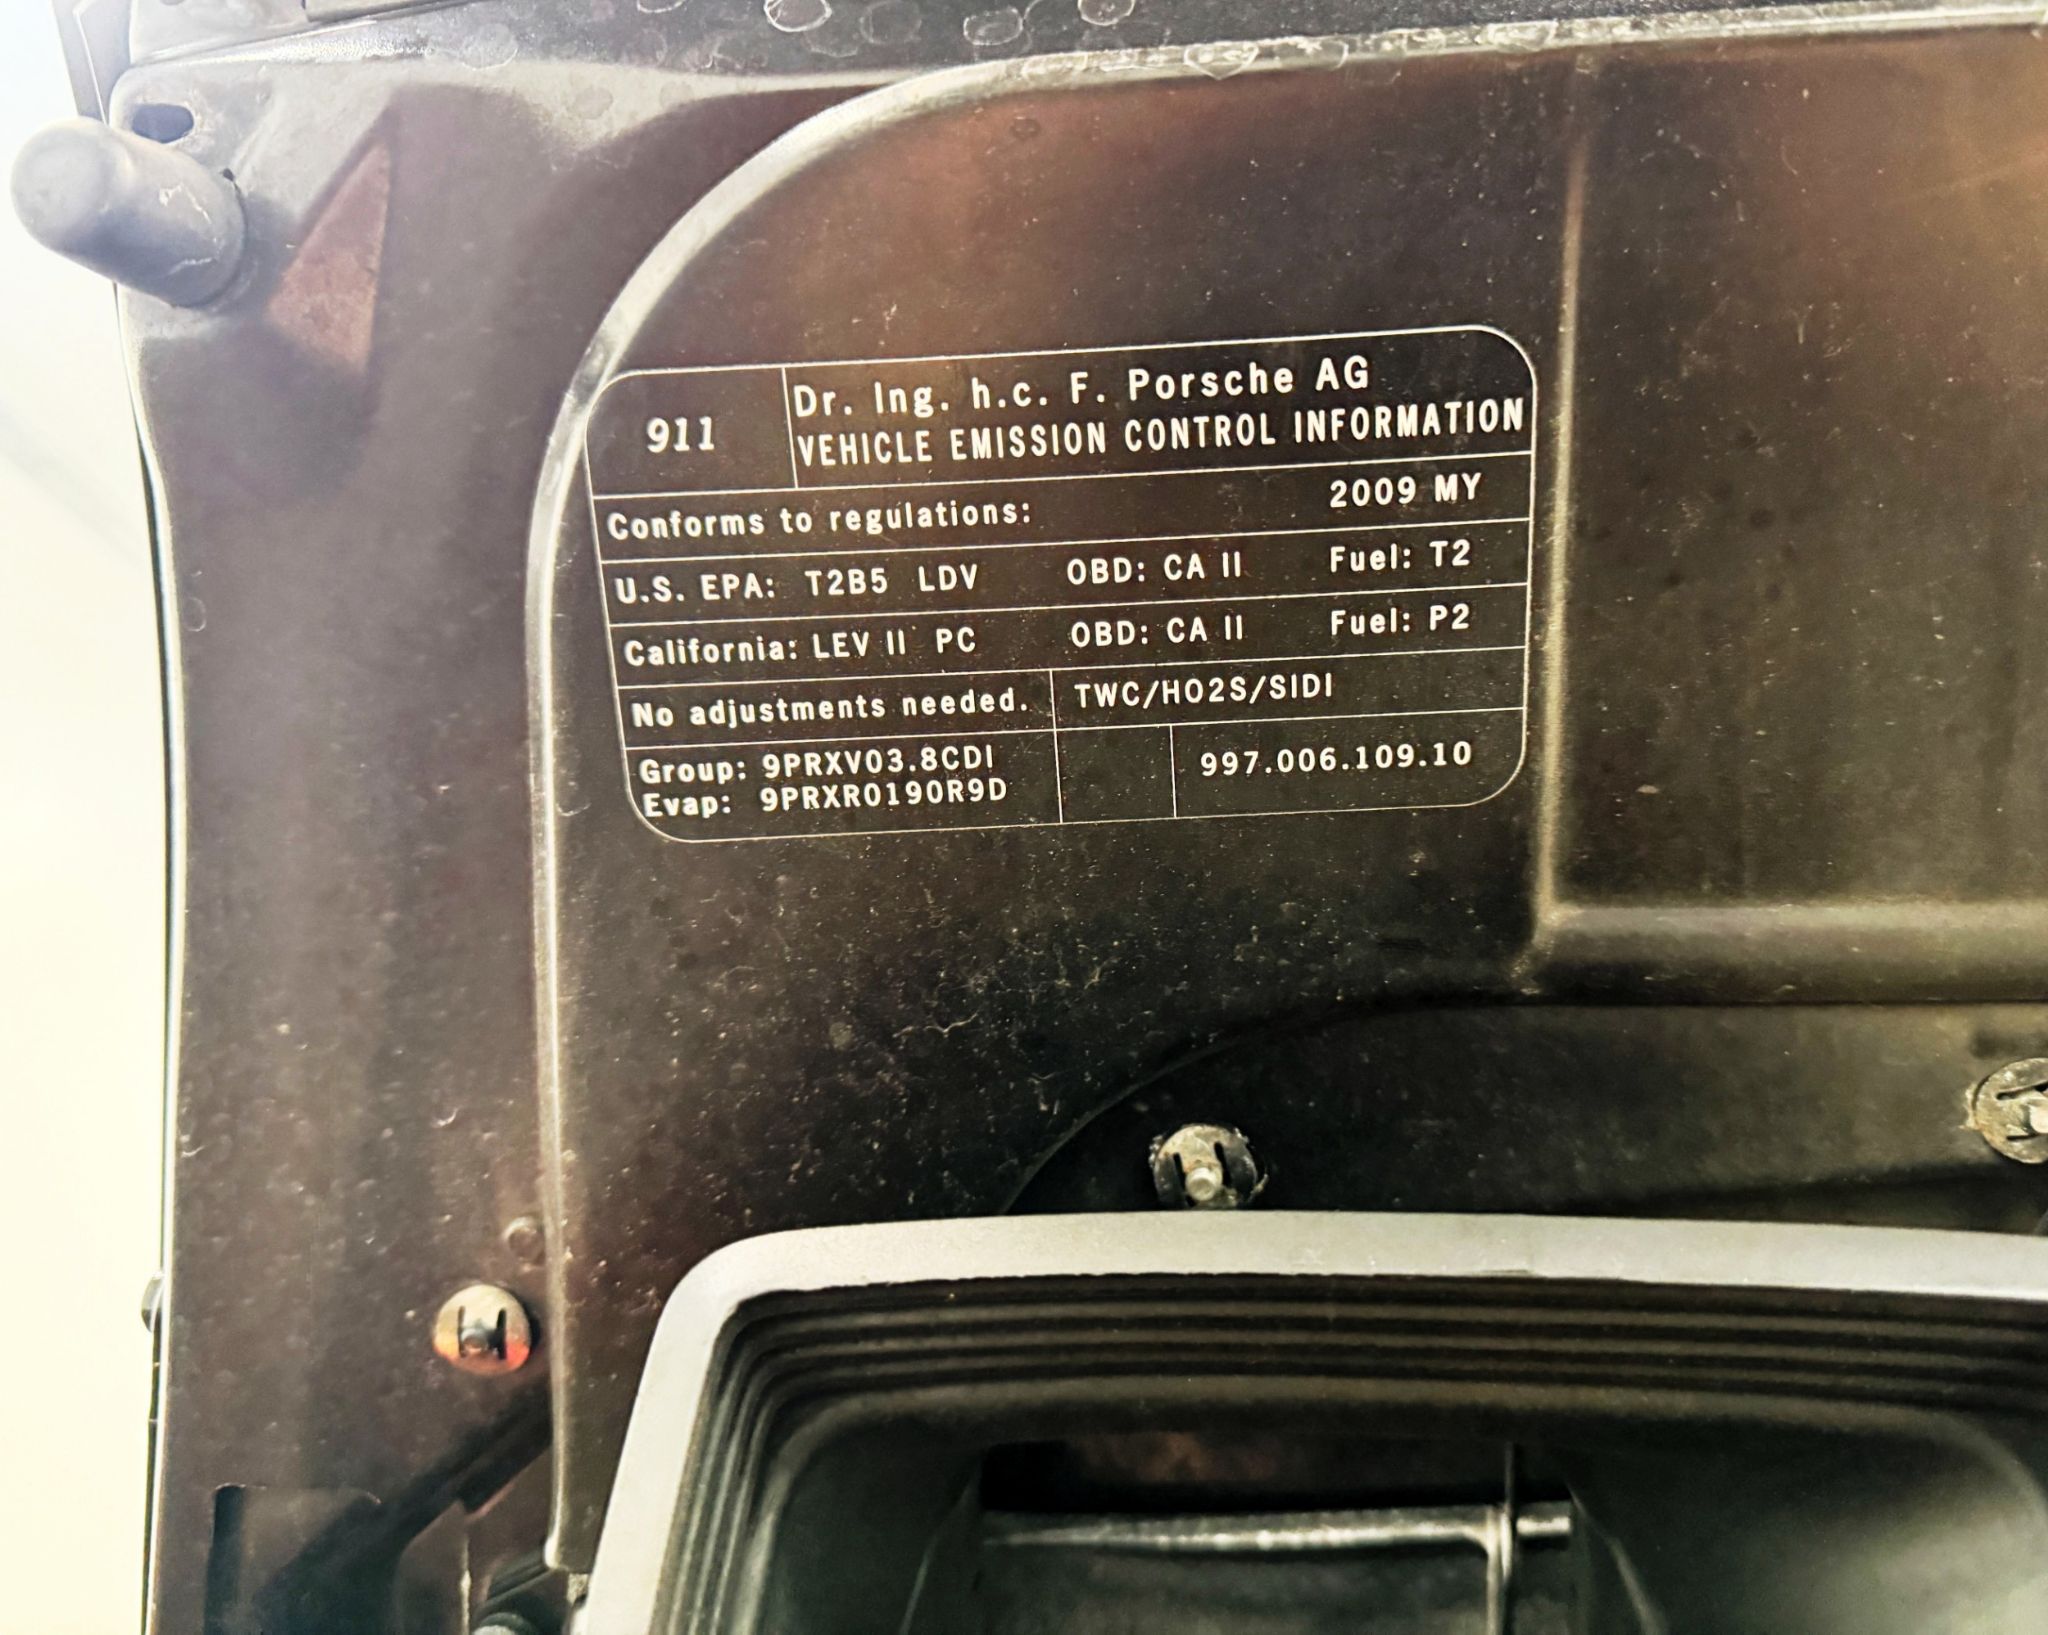 911
Dr. Ing. h.c. F. Porsche AG
VEHICLE EMISSION CONTROL INFORMATION
Conforms to regulations: 2009 MY
U.S. EPA: T2B5 LDV OBD: CA II Fuel: T2
California: LEV II PC OBD: CA II Fuel: P2
No adjustments needed. TWC/HO2S/SIDI
Group: 9PRXV03.8CDI
Evap: 9PRXR0190R9D
997.006.109.10